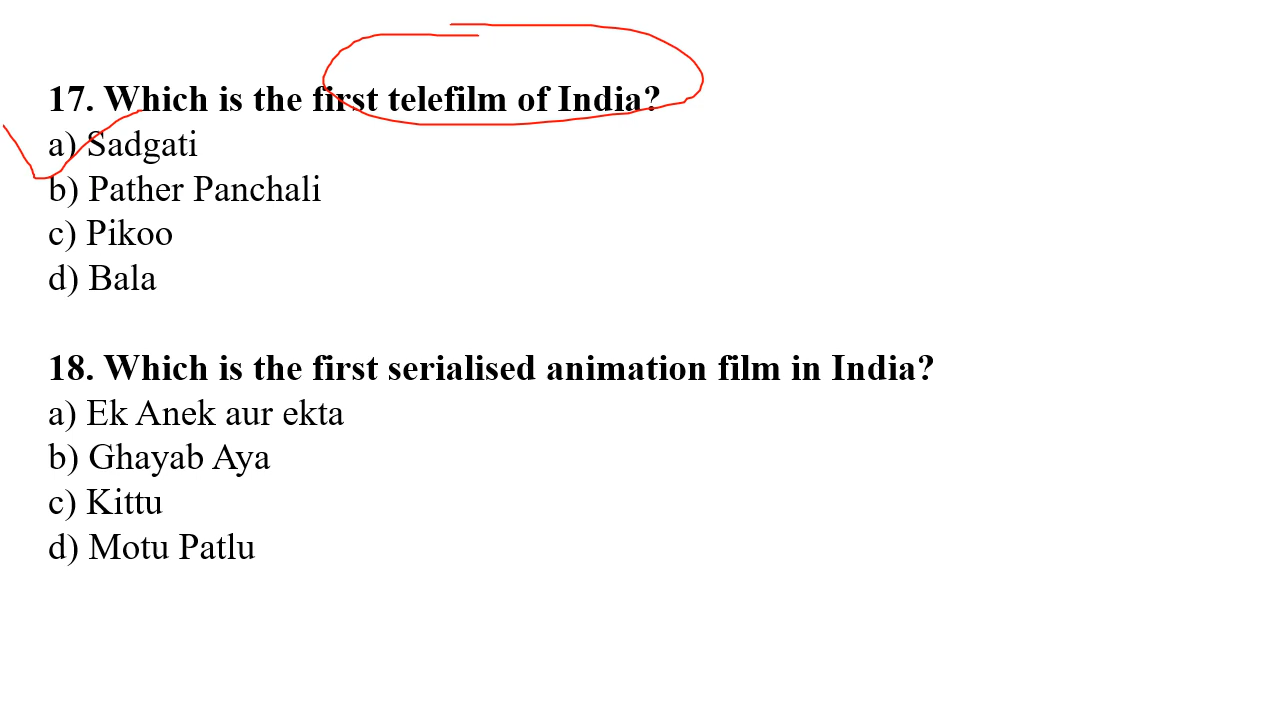 17. Which is the first telefilm of India?
a) Sadgati
b) Pather Panchali
c) Pikoo
d) Bala
18. Which is the first serialised animation film in India?
a) Ek Anek aur ekta
b) Ghayab Aya
c) Kittu
d) Motu Patlu